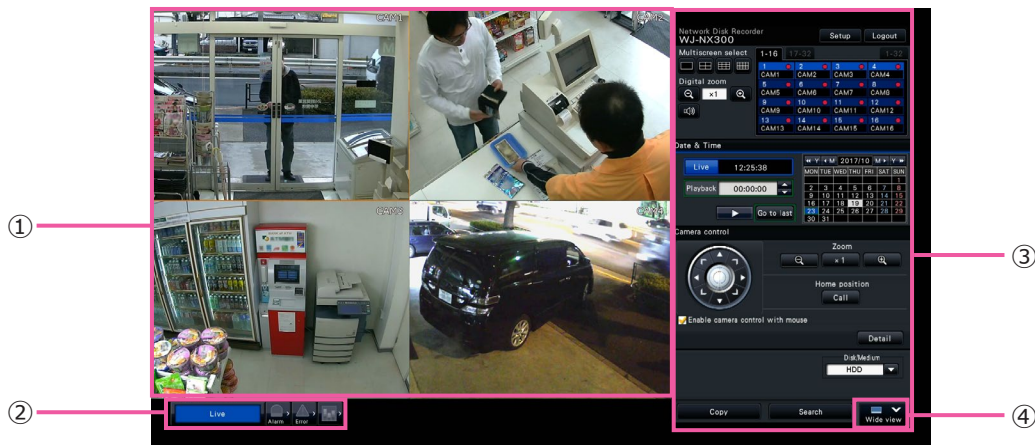 ①
②
③
④
CAM1
CAM2
CAM3
Live
Alarm
Error
Network Disk Recorder
WJ-NX300
Setup
Logout
Multiscreen select
1-16
17-32
1-32
1 2 3 4
CAM1 CAM2 CAM3 CAM4
5 6 7 8
CAM5 CAM6 CAM7 CAM8
9 10 11 12
CAM9 CAM10 CAM11 CAM12
13 14 15 16
CAM13 CAM14 CAM15 CAM16
Digital zoom
×1
Date & Time
Live 12:25:38
Playback 00:00:00
Go to last
Y M 2017/10 M Y
MON TUE WED THU FRI SAT SUN
1
2 3 4 5 6 7 8
9 10 11 12 13 14 15
16 17 18 19 20 21 22
23 24 25 26 27 28 29
30 31
Camera control
Zoom
×1
Home position
Call
Enable camera control with mouse
Detail
Disk/Medium
HDD
Copy
Search
Wide view